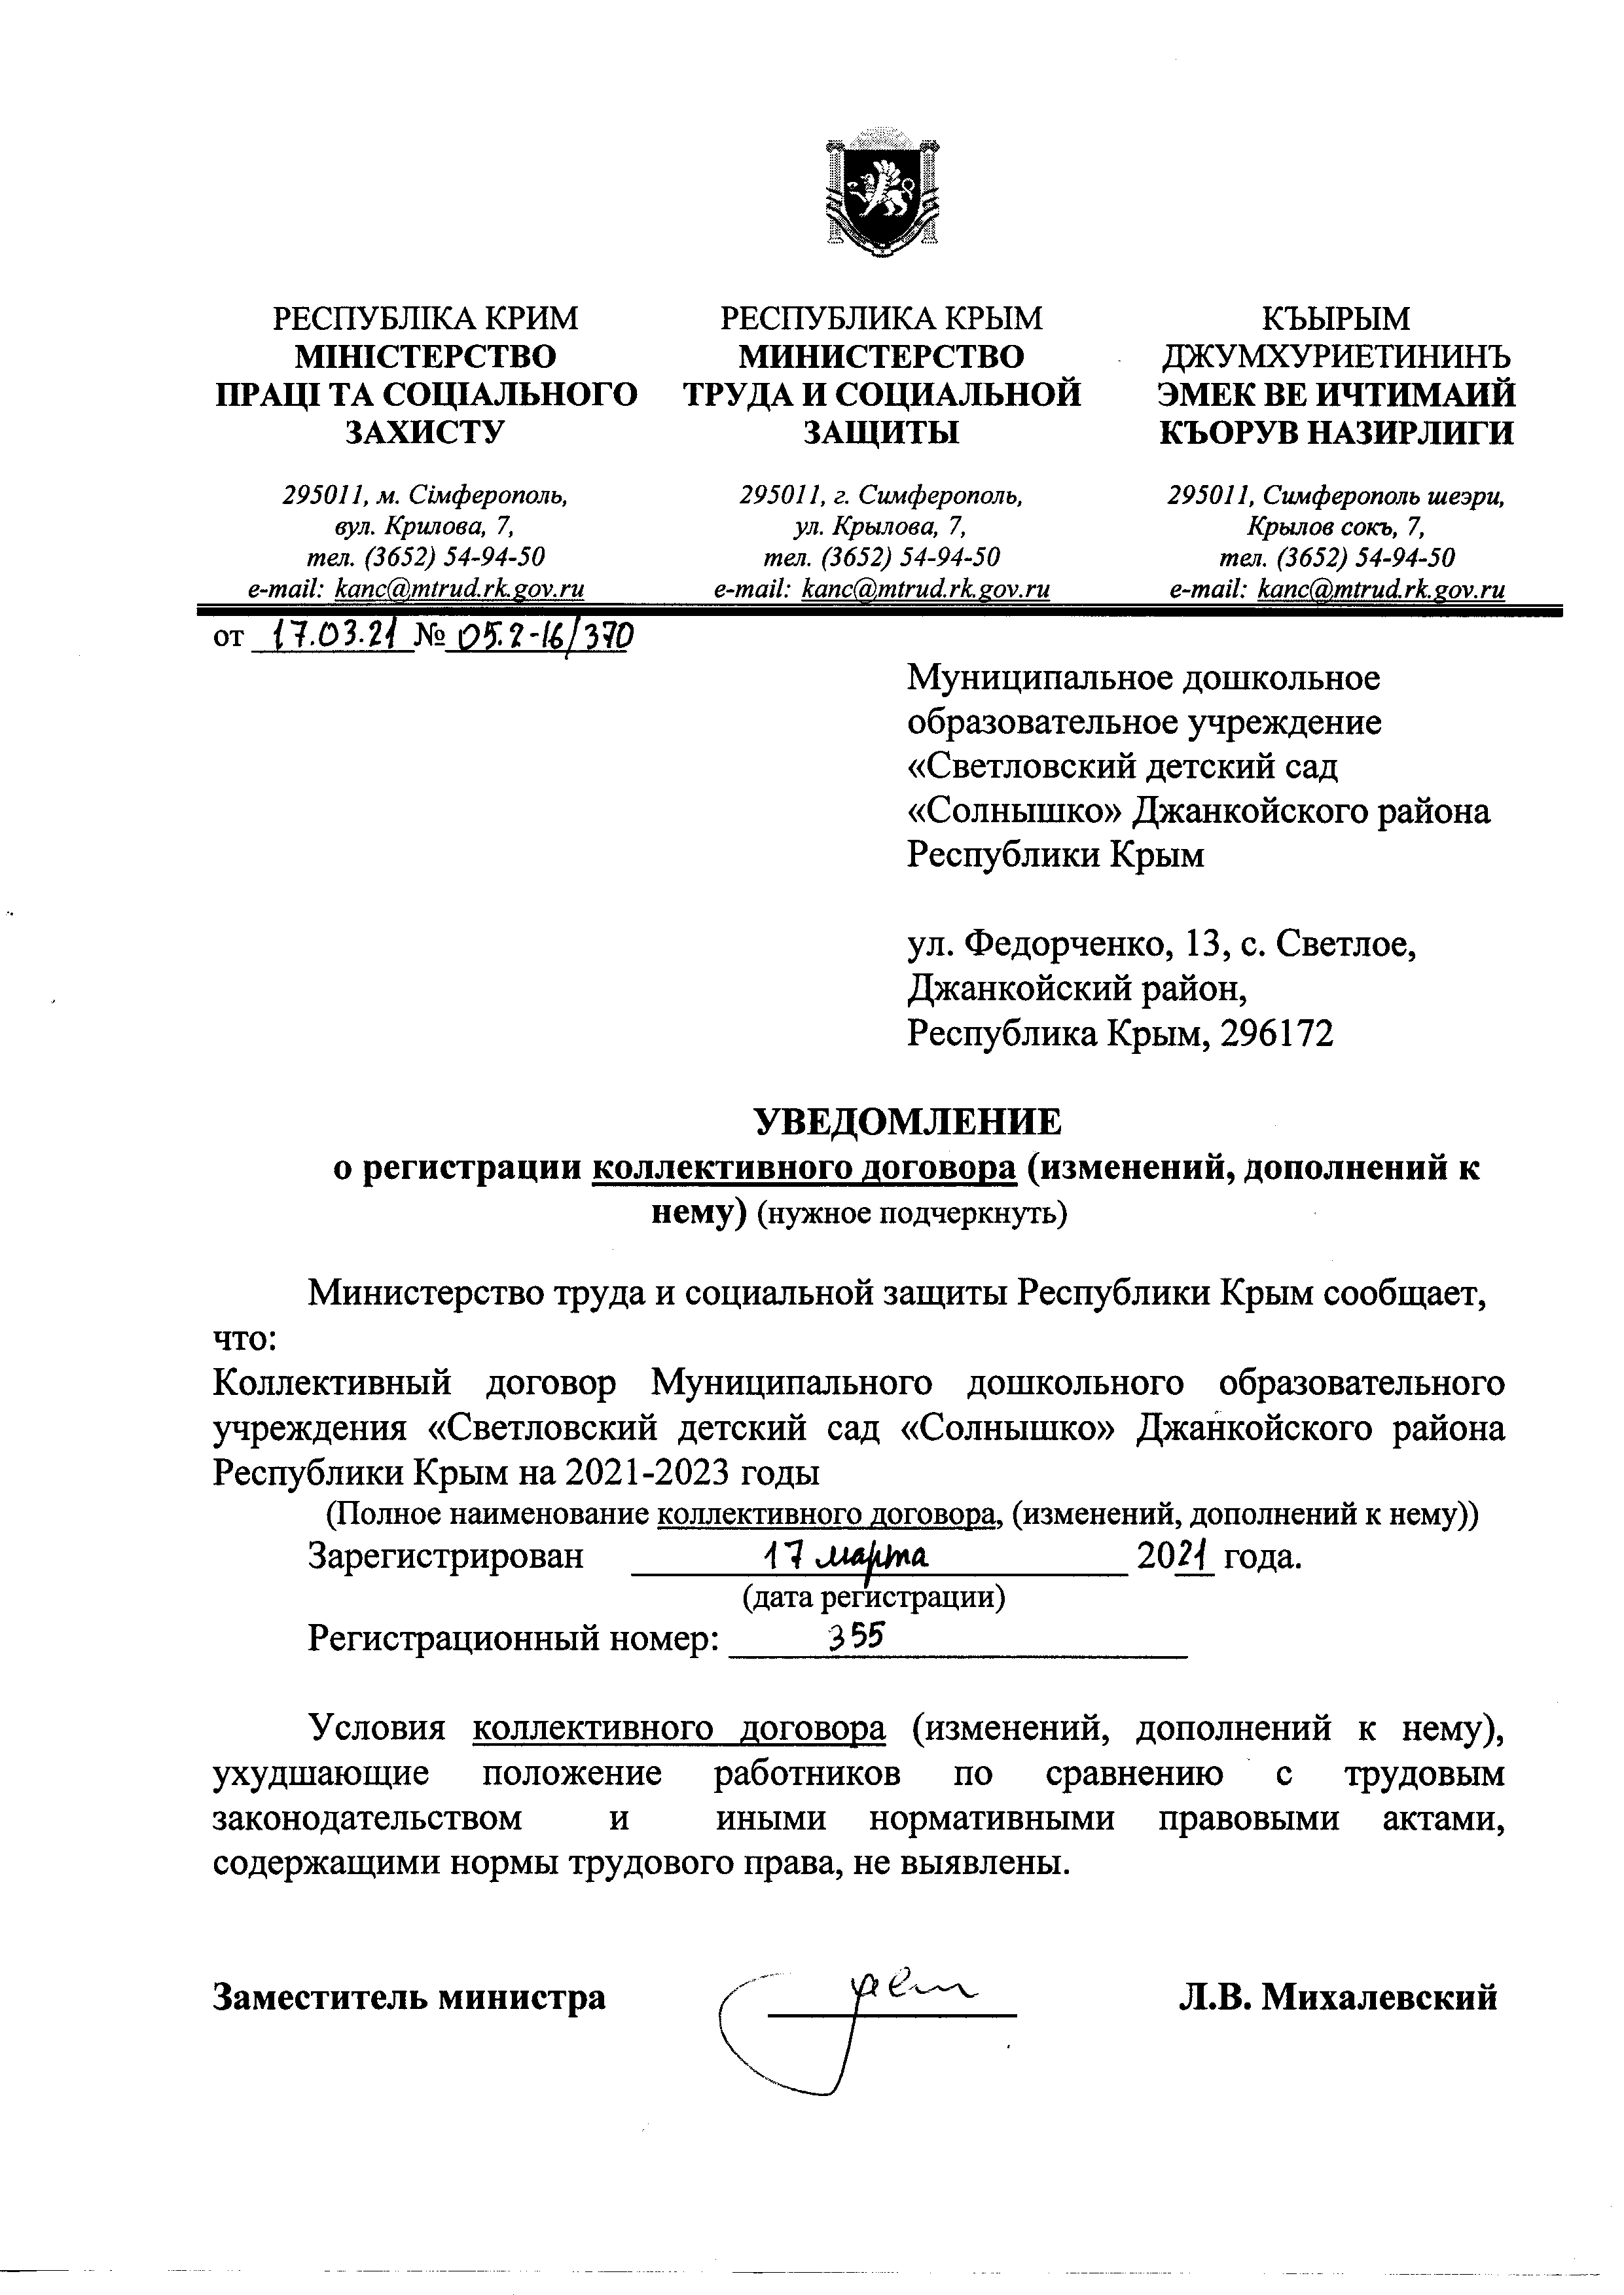 РЕСПУБЛІКА КРИМ
МІНІСТЕРСТВО
ПРАЦІ ТА СОЦІАЛЬНОГО
ЗАХИСТУ
295011, м. Сімферополь,
вул. Крилова, 7,
тел. (3652) 54-94-50
e-mail: kanc@mtrud.rk.gov.ru
РЕСПУБЛИКА КРЫМ
МИНИСТЕРСТВО
ТРУДА И СОЦИАЛЬНОЙ
ЗАЩИТЫ
295011, г. Симферополь,
ул. Крылова, 7,
тел. (3652) 54-94-50
e-mail: kanc@mtrud.rk.gov.ru
КЪЫРЫМ
ДЖУМХУРИЕТИНИНЪ
ЭМЕК ВЕ ИЧТИМАИЙ
КЪОРУВ НАЗИРЛИГИ
295011, Симферополь шеэри,
Крылов сокъ, 7,
тел. (3652) 54-94-50
e-mail: kanc@mtrud.rk.gov.ru
от 17.03.21 № 05.2-16/370
Муниципальное дошкольное
образовательное учреждение
«Светловский детский сад
«Солнышко» Джанкойского района
Республики Крым
ул. Федорченко, 13, с. Светлое,
Джанкойский район,
Республика Крым, 296172
УВЕДОМЛЕНИЕ
о регистрации коллективного договора (изменений, дополнений к
нему) (нужное подчеркнуть)
Министерство труда и социальной защиты Республики Крым сообщает,
что:
Коллективный договор Муниципального дошкольного образовательного
учреждения «Светловский детский сад «Солнышко» Джанкойского района
Республики Крым на 2021-2023 годы
(Полное наименование коллективного договора, (изменений, дополнений к нему))
Зарегистрирован 17 марта 2021 года.
(дата регистрации)
Регистрационный номер: 355
Условия коллективного договора (изменений, дополнений к нему),
ухудшающие положение работников по сравнению с трудовым
законодательством и иными нормативными правовыми актами,
содержащими нормы трудового права, не выявлены.
Заместитель министра Л.В. Михалевский